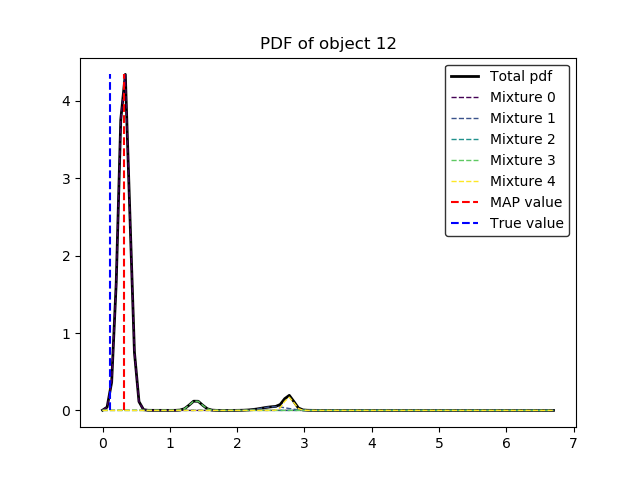 PDF of object 12
Total pdf
Mixture 0
Mixture 1
Mixture 2
Mixture 3
Mixture 4
MAP value
True value
4
3
2
1
0
0 1 2 3 4 5 6 7